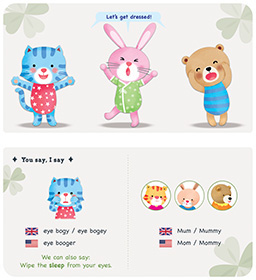 Let's get dressed!
You say, I say
eye bogy / eye bogey
eye booger
We can also say:
Wipe the sleep from your eyes.
Mum / Mummy
Mom / Mommy